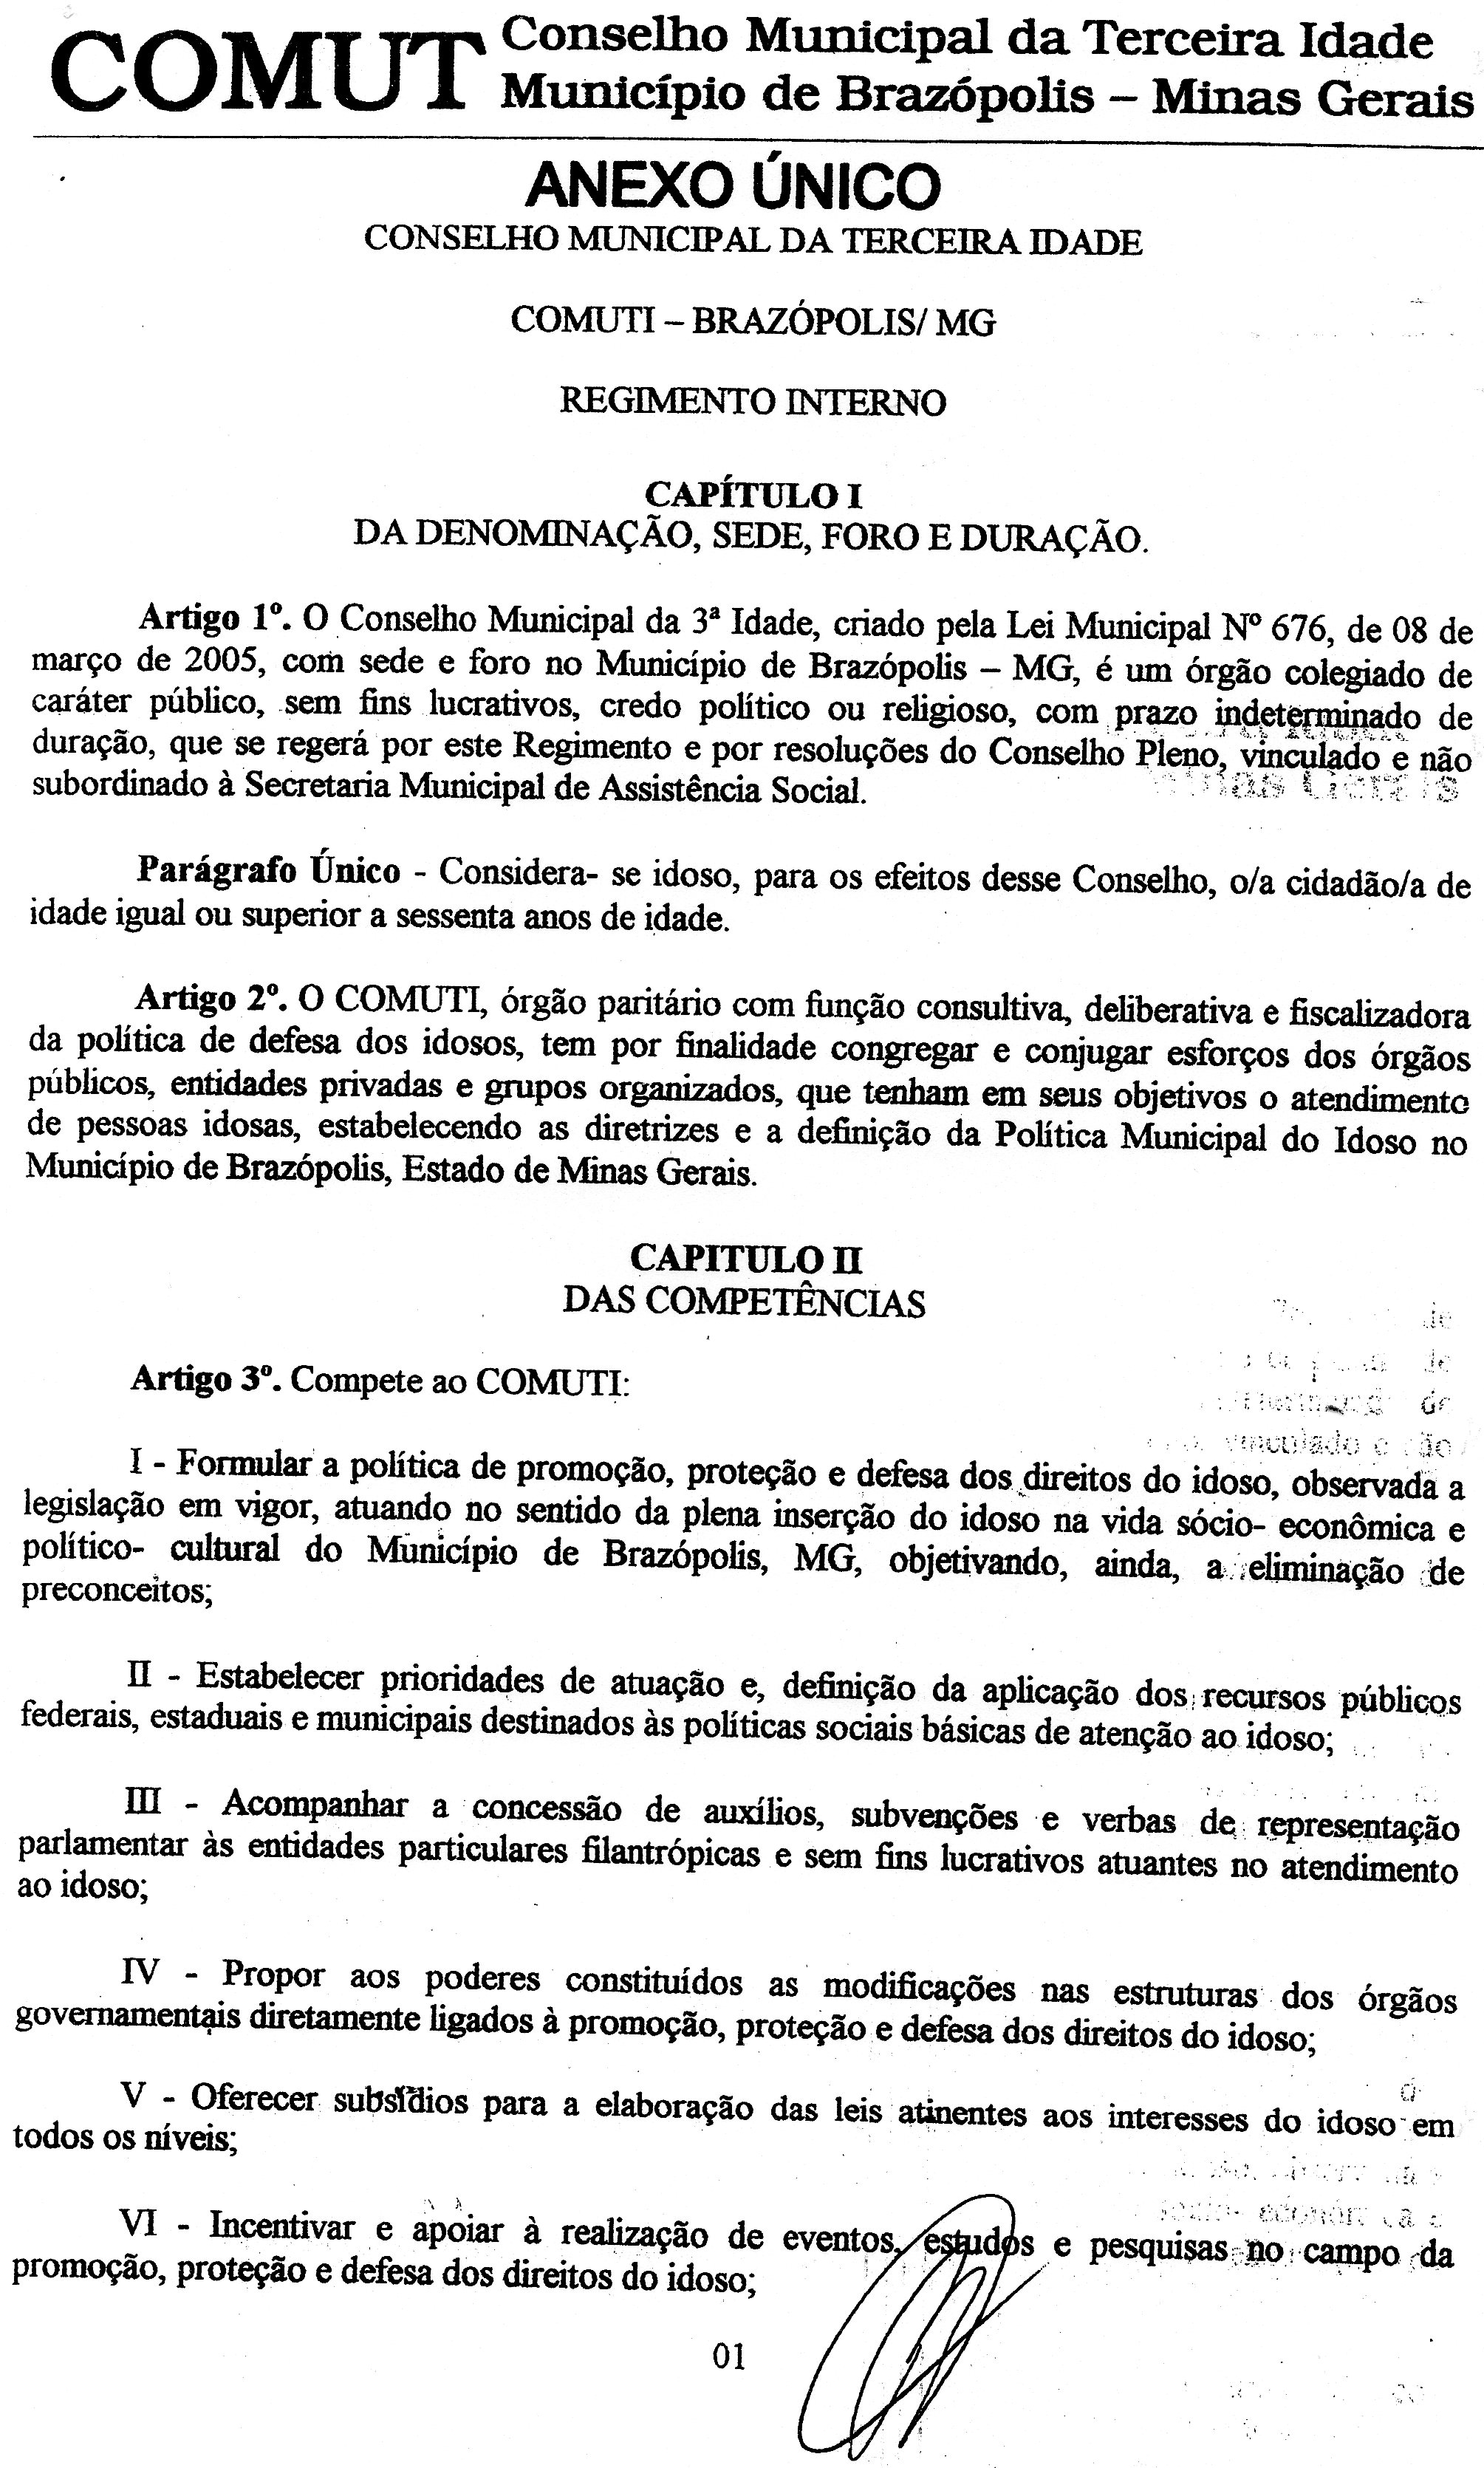 COMUT Conselho Municipal da Terceira Idade
Município de Brazópolis – Minas Gerais
ANEXO ÚNICO
CONSELHO MUNICIPAL DA TERCEIRA IDADE
COMUTI – BRAZÓPOLIS/ MG
REGIMENTO INTERNO
CAPÍTULO I
DA DENOMINAÇÃO, SEDE, FORO E DURAÇÃO.
Artigo 1º. O Conselho Municipal da 3ª Idade, criado pela Lei Municipal Nº 676, de 08 de
março de 2005, com sede e foro no Município de Brazópolis – MG, é um órgão colegiado de
caráter público, sem fins lucrativos, credo político ou religioso, com prazo indeterminado de
duração, que se regerá por este Regimento e por resoluções do Conselho Pleno, vinculado e não
subordinado à Secretaria Municipal de Assistência Social.
Parágrafo Único - Considera- se idoso, para os efeitos desse Conselho, o/a cidadão/a de
idade igual ou superior a sessenta anos de idade.
Artigo 2º. O COMUTI, órgão paritário com função consultiva, deliberativa e fiscalizadora
da política de defesa dos idosos, tem por finalidade congregar e conjugar esforços dos órgãos
públicos, entidades privadas e grupos organizados, que tenham em seus objetivos o atendimento
de pessoas idosas, estabelecendo as diretrizes e a definição da Política Municipal do Idoso no
Município de Brazópolis, Estado de Minas Gerais.
CAPITULO II
DAS COMPETÊNCIAS
Artigo 3º. Compete ao COMUTI:
I - Formular a política de promoção, proteção e defesa dos direitos do idoso, observada a
legislação em vigor, atuando no sentido da plena inserção do idoso na vida sócio- econômica e
político- cultural do Município de Brazópolis, MG, objetivando, ainda, a eliminação de
preconceitos;
II - Estabelecer prioridades de atuação e, definição da aplicação dos recursos públicos
federais, estaduais e municipais destinados às políticas sociais básicas de atenção ao idoso;
III - Acompanhar a concessão de auxílios, subvenções e verbas de representação
parlamentar às entidades particulares filantrópicas e sem fins lucrativos atuantes no atendimento
ao idoso;
IV - Propor aos poderes constituídos as modificações nas estruturas dos órgãos
governamentais diretamente ligados à promoção, proteção e defesa dos direitos do idoso;
V - Oferecer subsídios para a elaboração das leis atinentes aos interesses do idoso em
todos os níveis;
VI - Incentivar e apoiar à realização de eventos, estudos e pesquisas no campo da
promoção, proteção e defesa dos direitos do idoso;
01